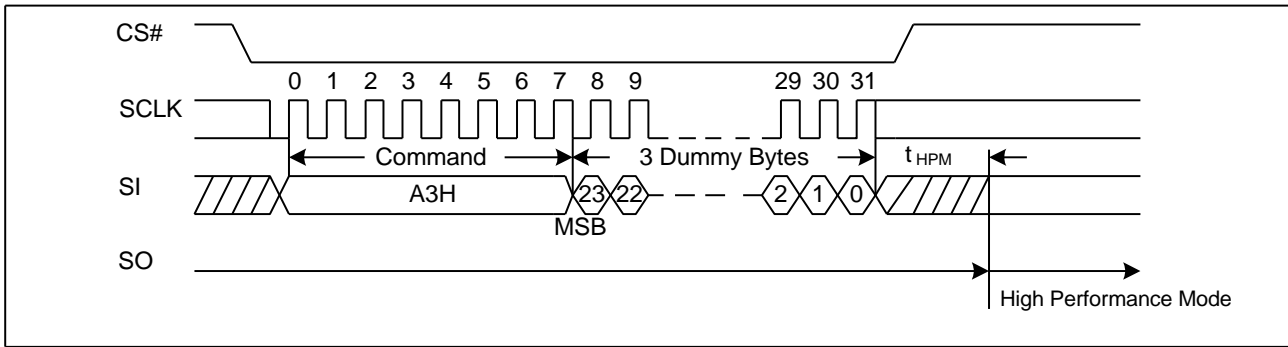 CS#
0 1 2 3 4 5 6 7 8 9 29 30 31
SCLK
Command 3 Dummy Bytes t HPM
SI A3H 23 22 2 1 0
MSB
SO
High Performance Mode